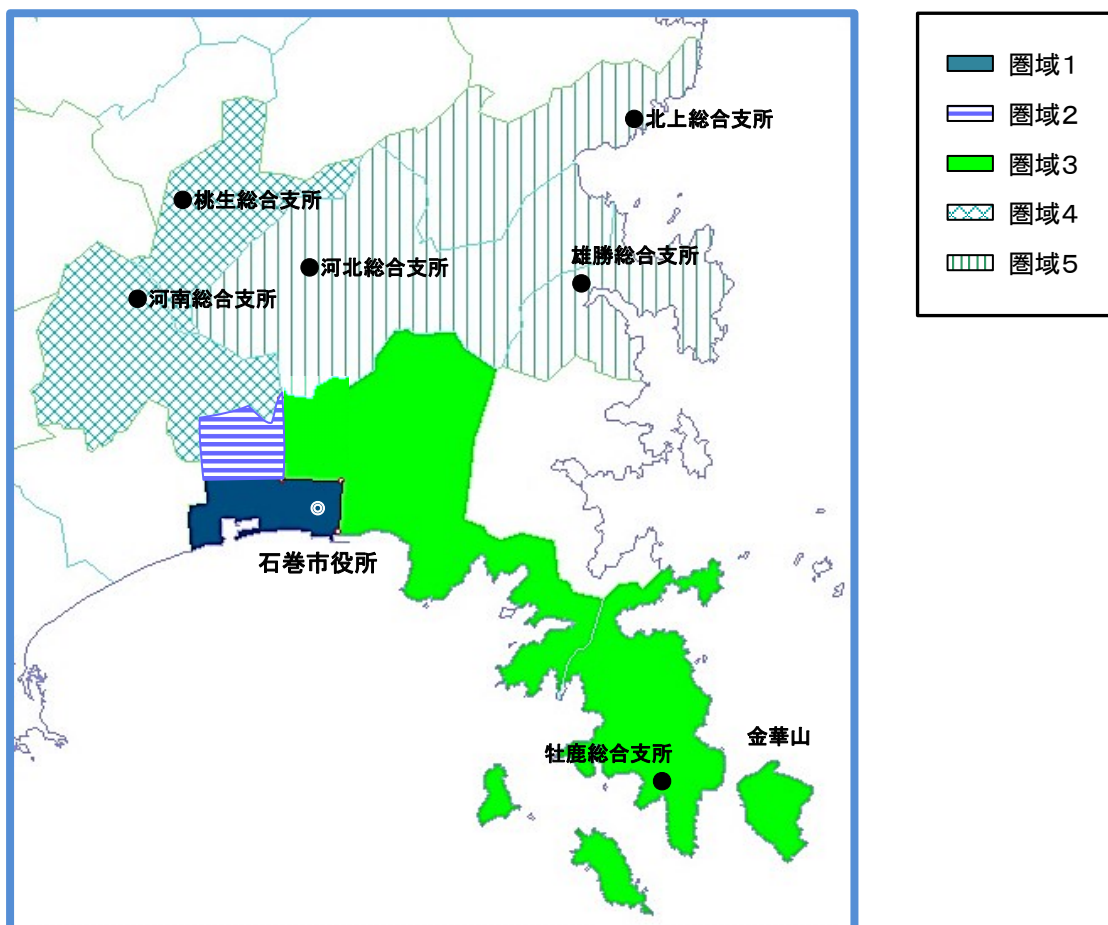 北上総合支所
桃生総合支所
雄勝総合支所
河北総合支所
河南総合支所
石巻市役所
金華山
牡鹿総合支所
圏域1
圏域2
圏域3
圏域4
圏域5